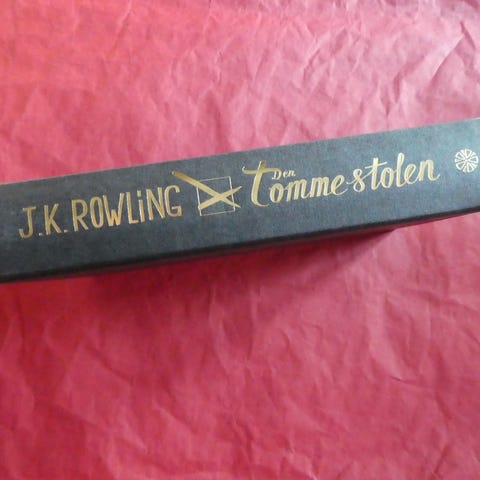 J.K. ROWLiNG
Den
Tomme stolen